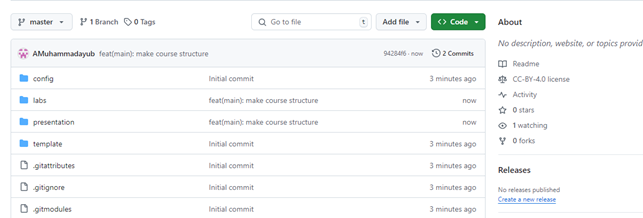 master 1 Branch 0 Tags Go to file t Add file Code
AMuhammadayub feat(main): make course structure 94284f6 · now 2 Commits
config Initial commit 3 minutes ago
labs feat(main): make course structure now
presentation feat(main): make course structure now
template Initial commit 3 minutes ago
.gitattributes Initial commit 3 minutes ago
.gitignore Initial commit 3 minutes ago
.gitmodules Initial commit 3 minutes ago
About
No description, website, or topics provid
Readme
CC-BY-4.0 license
Activity
0 stars
1 watching
0 forks
Releases
No releases published
Create a new release